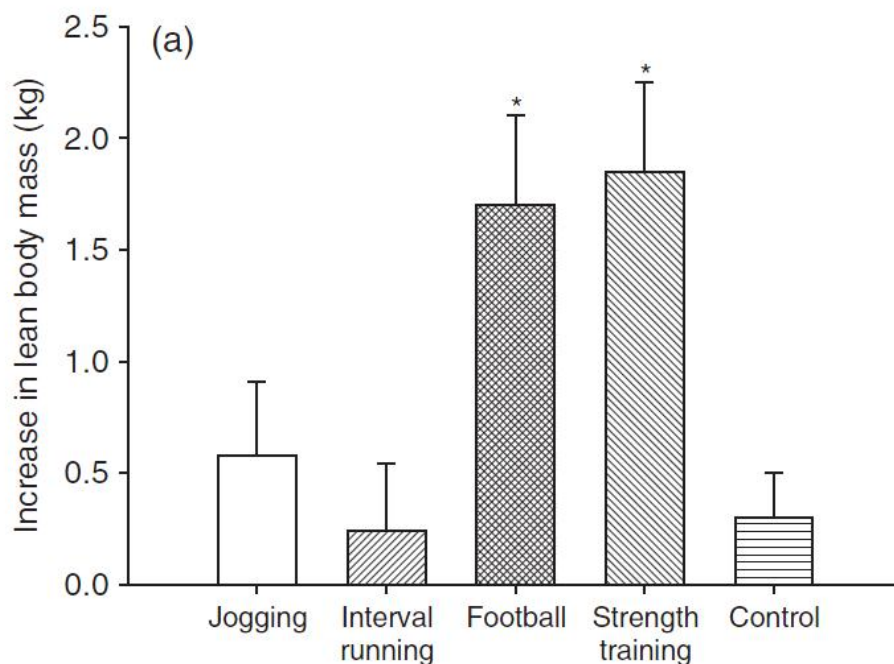 (a)
Increase in lean body mass (kg)
2.5
2.0
1.5
1.0
0.5
0.0
*
*
Jogging
Interval
running
Football
Strength
training
Control